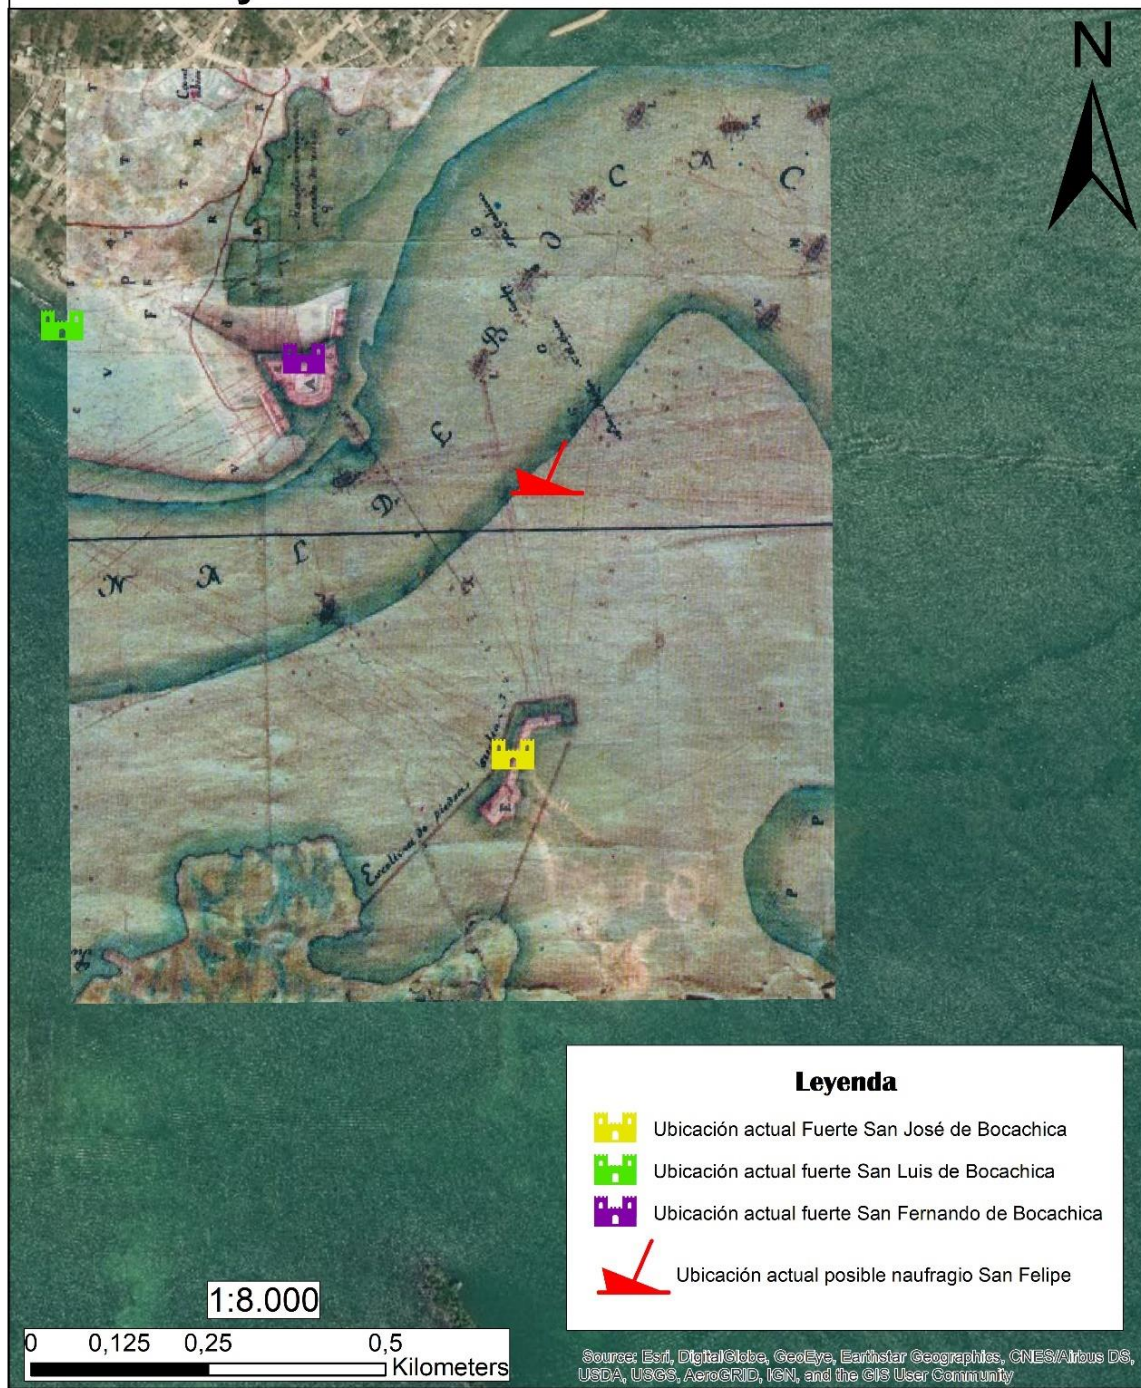 N
C A C
O
B
E
D.
N A L
Escollera de piedra
Leyenda
Ubicación actual Fuerte San José de Bocachica
Ubicación actual fuerte San Luis de Bocachica
Ubicación actual fuerte San Fernando de Bocachica
Ubicación actual posible naufragio San Felipe
1:8.000
0 0,125 0,25 0,5
Kilometers
Source: Esri, DigitalGlobe, GeoEye, Earthstar Geographics, CNES/Airbus DS,
USDA, USGS, AeroGRID, IGN, and the GIS User Community